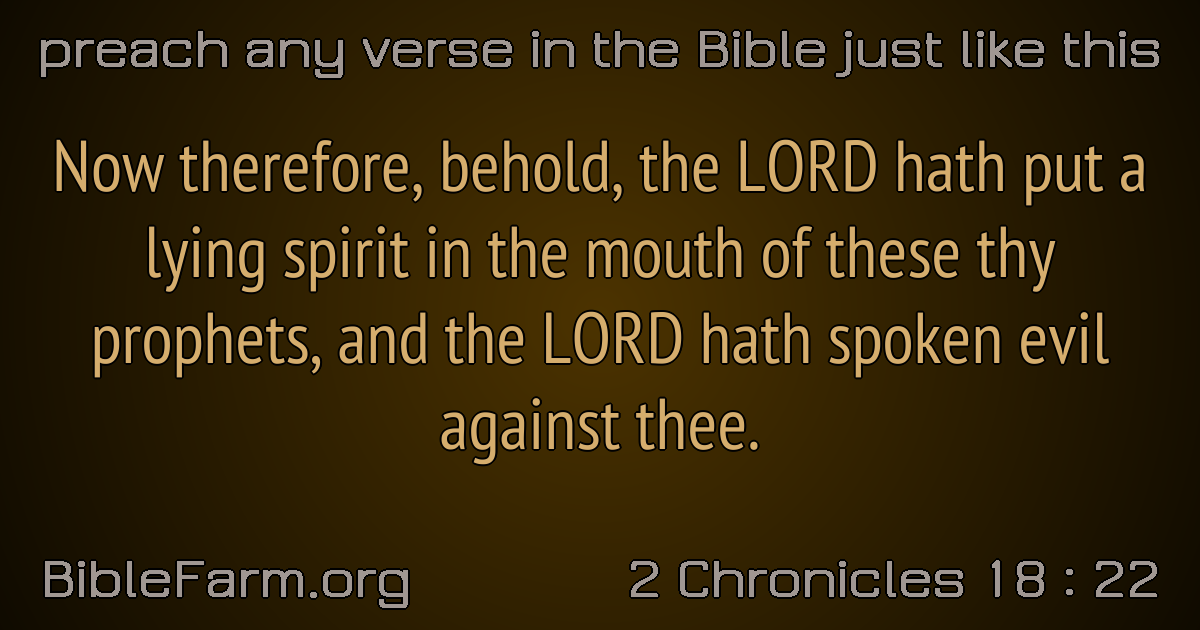 preach any verse in the Bible just like this
Now therefore, behold, the LORD hath put a
lying spirit in the mouth of these thy
prophets, and the LORD hath spoken evil
against thee.
BibleFarm.org
2 Chronicles 18 : 22